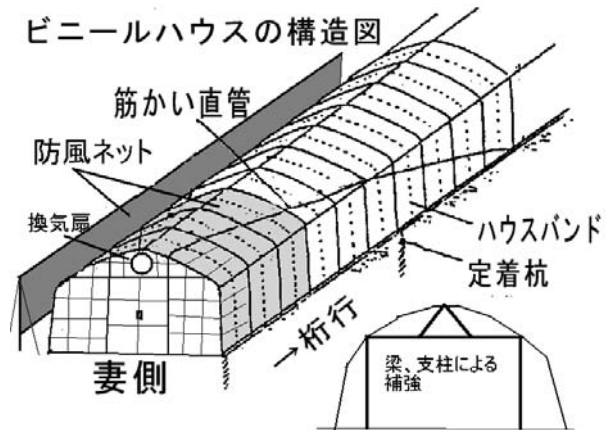 ビニールハウスの構造図
筋かい直管
防風ネット
換気扇
ハウスバンド
定着杭
→桁行
妻側
梁、支柱による
補強